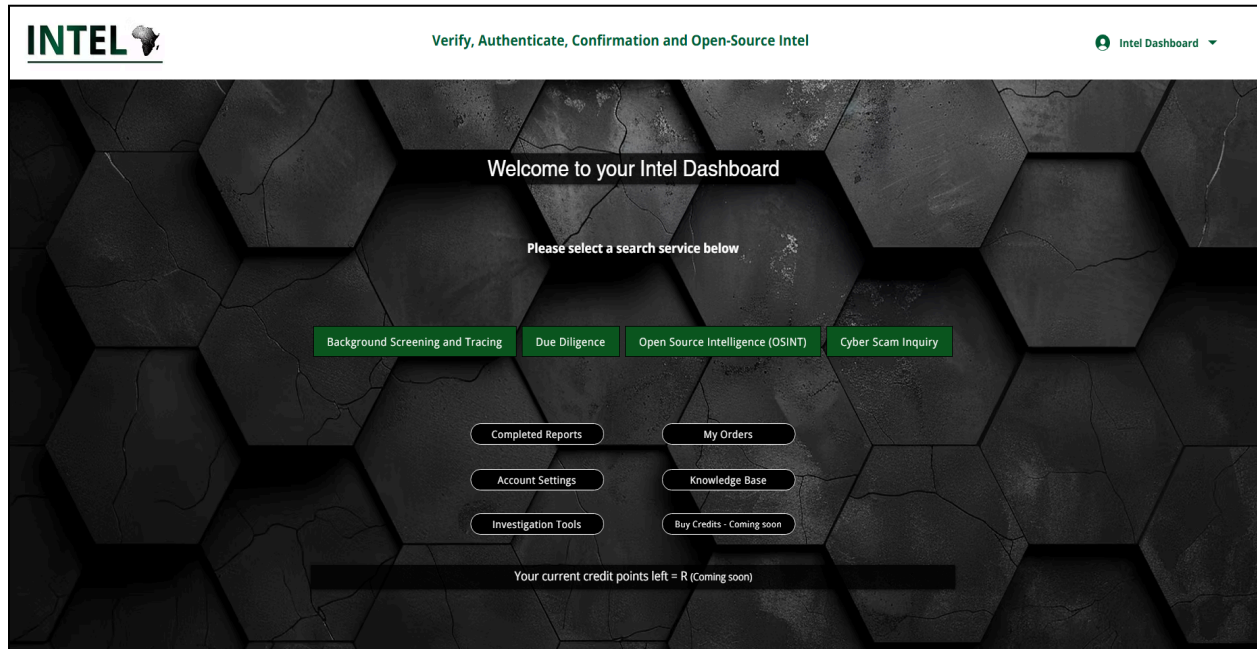 INTEL
Verify, Authenticate, Confirmation and Open-Source Intel
Intel Dashboard
Welcome to your Intel Dashboard
Please select a search service below
Background Screening and Tracing
Due Diligence
Open Source Intelligence (OSINT)
Cyber Scam Inquiry
Completed Reports
My Orders
Account Settings
Knowledge Base
Investigation Tools
Buy Credits - Coming soon
Your current credit points left = R (Coming soon)